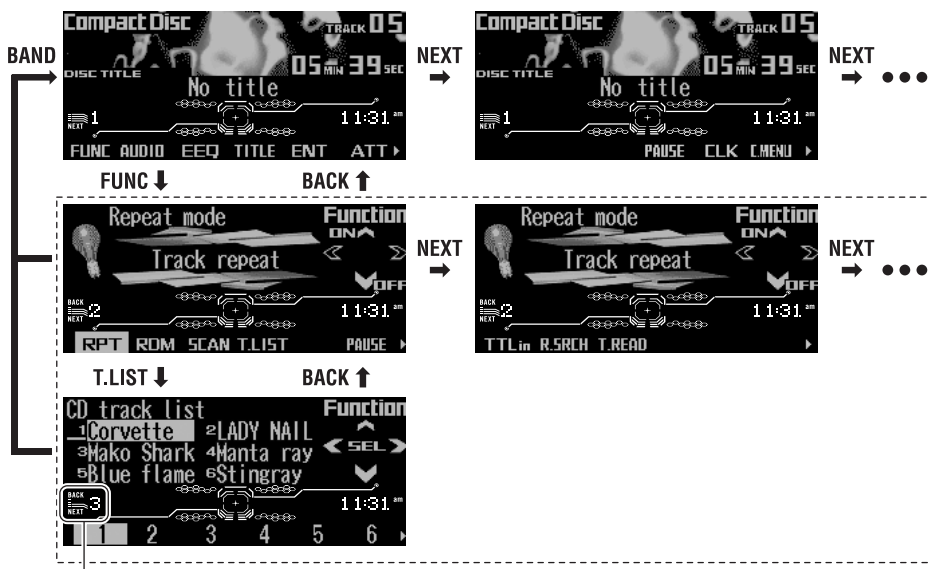 Compact Disc TRACK 05
BAND
05 MIN 39 SEC
DISC TITLE
No title
NEXT 1 11:31 am
FUNC AUDIO EEQ TITLE ENT ATT
NEXT
Compact Disc TRACK 05
05 MIN 39 SEC
DISC TITLE
No title
NEXT 1 11:31 am
PAUSE CLK C.MENU
NEXT
FUNC BACK
Repeat mode Function
ON
Track repeat
OFF
BACK
NEXT 2 11:31 am
RPT RDM SCAN T.LIST PAUSE
NEXT
Repeat mode Function
ON
Track repeat
OFF
BACK
NEXT 2 11:31 am
TTLin R.SRCH T.READ
NEXT
T.LIST BACK
CD track list Function
1Corvette 2LADY NAIL
SEL
3Mako Shark 4Manta ray
5Blue flame 6Stingray
BACK
NEXT 3 11:31 am
1 2 3 4 5 6